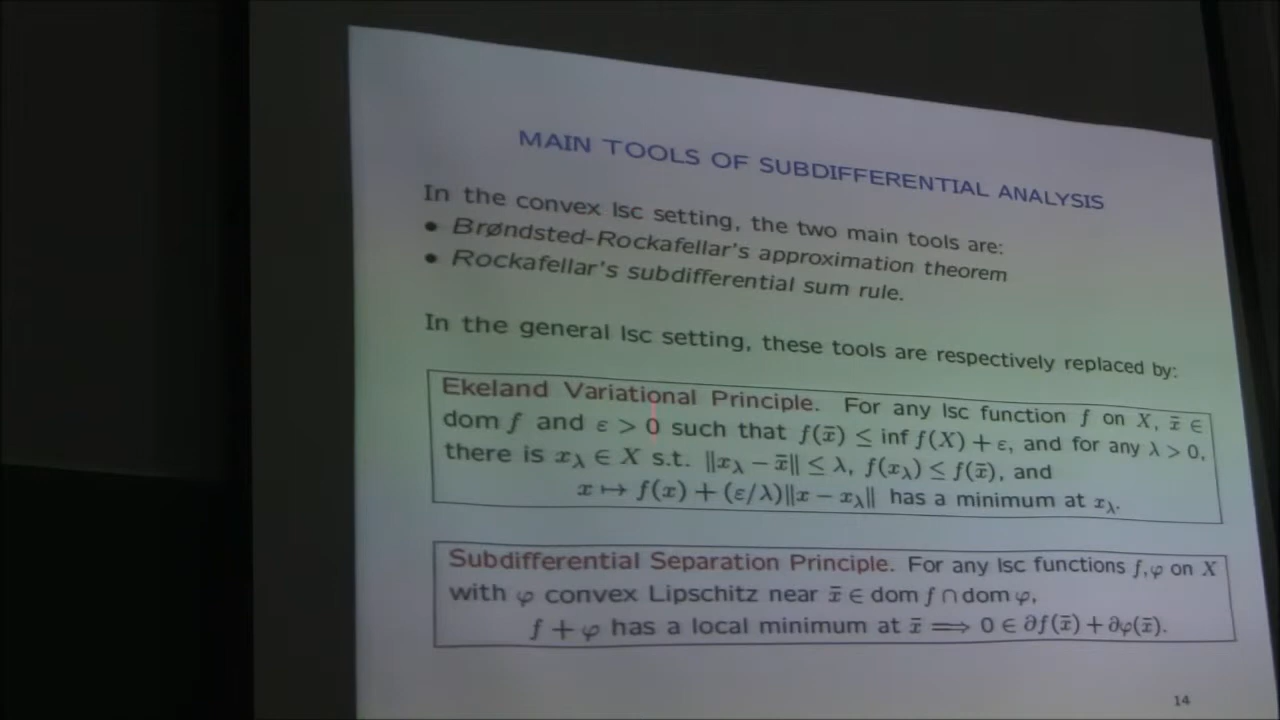 MAIN TOOLS OF SUBDIFFERENTIAL ANALYSIS
In the convex lsc setting, the two main tools are:
• Brøndsted-Rockafellar's approximation theorem
• Rockafellar's subdifferential sum rule.
In the general lsc setting, these tools are respectively replaced by:
Ekeland Variational Principle. For any lsc function f on X, x̄ ∈
dom f and ε > 0 such that f(x̄) ≤ inf f(X) + ε, and for any λ > 0,
there is x_λ ∈ X s.t. ‖x_λ − x̄‖ ≤ λ, f(x_λ) ≤ f(x̄), and
x ↦ f(x) + (ε/λ)‖x − x_λ‖ has a minimum at x_λ.
Subdifferential Separation Principle. For any lsc functions f,φ on X
with φ convex Lipschitz near x̄ ∈ dom f ∩ dom φ,
f + φ has a local minimum at x̄ ⟹ 0 ∈ ∂f(x̄) + ∂φ(x̄).
14